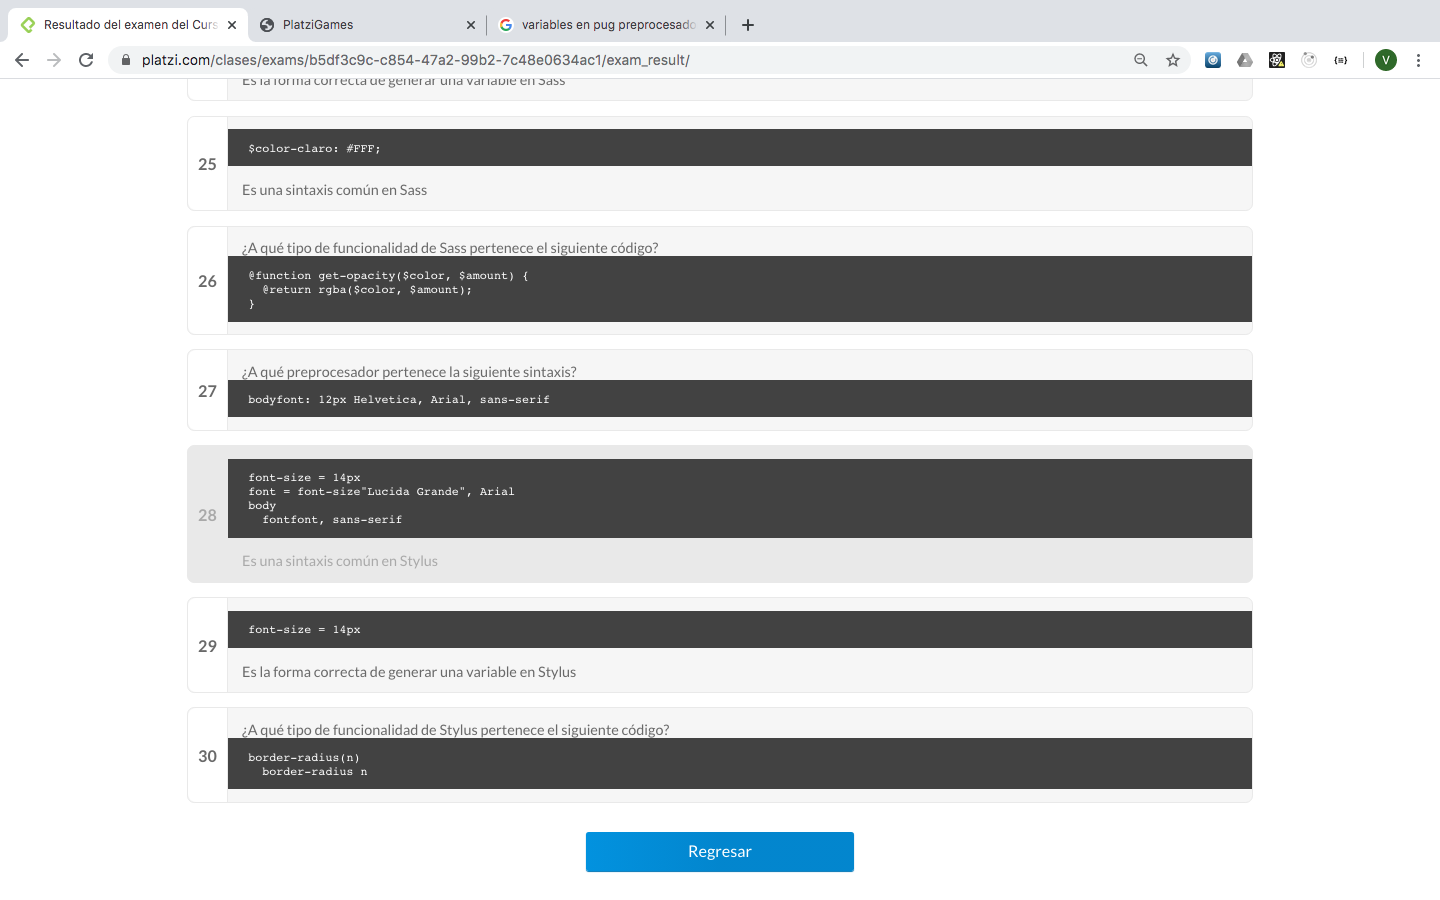 Resultado del examen del Curs
PlatziGames
variables en pug preprocesado
platzi.com/clases/exams/b5df3c9c-c854-47a2-99b2-7c48e0634ac1/exam_result/
V
Es la forma correcta de generar una variable en Sass
25
$color-claro: #FFF;
Es una sintaxis común en Sass
26
¿A qué tipo de funcionalidad de Sass pertenece el siguiente código?
@function get-opacity($color, $amount) {
@return rgba($color, $amount);
}
27
¿A qué preprocesador pertenece la siguiente sintaxis?
bodyfont: 12px Helvetica, Arial, sans-serif
28
font-size = 14px
font = font-size"Lucida Grande", Arial
body
fontfont, sans-serif
Es una sintaxis común en Stylus
29
font-size = 14px
Es la forma correcta de generar una variable en Stylus
30
¿A qué tipo de funcionalidad de Stylus pertenece el siguiente código?
border-radius(n)
border-radius n
Regresar